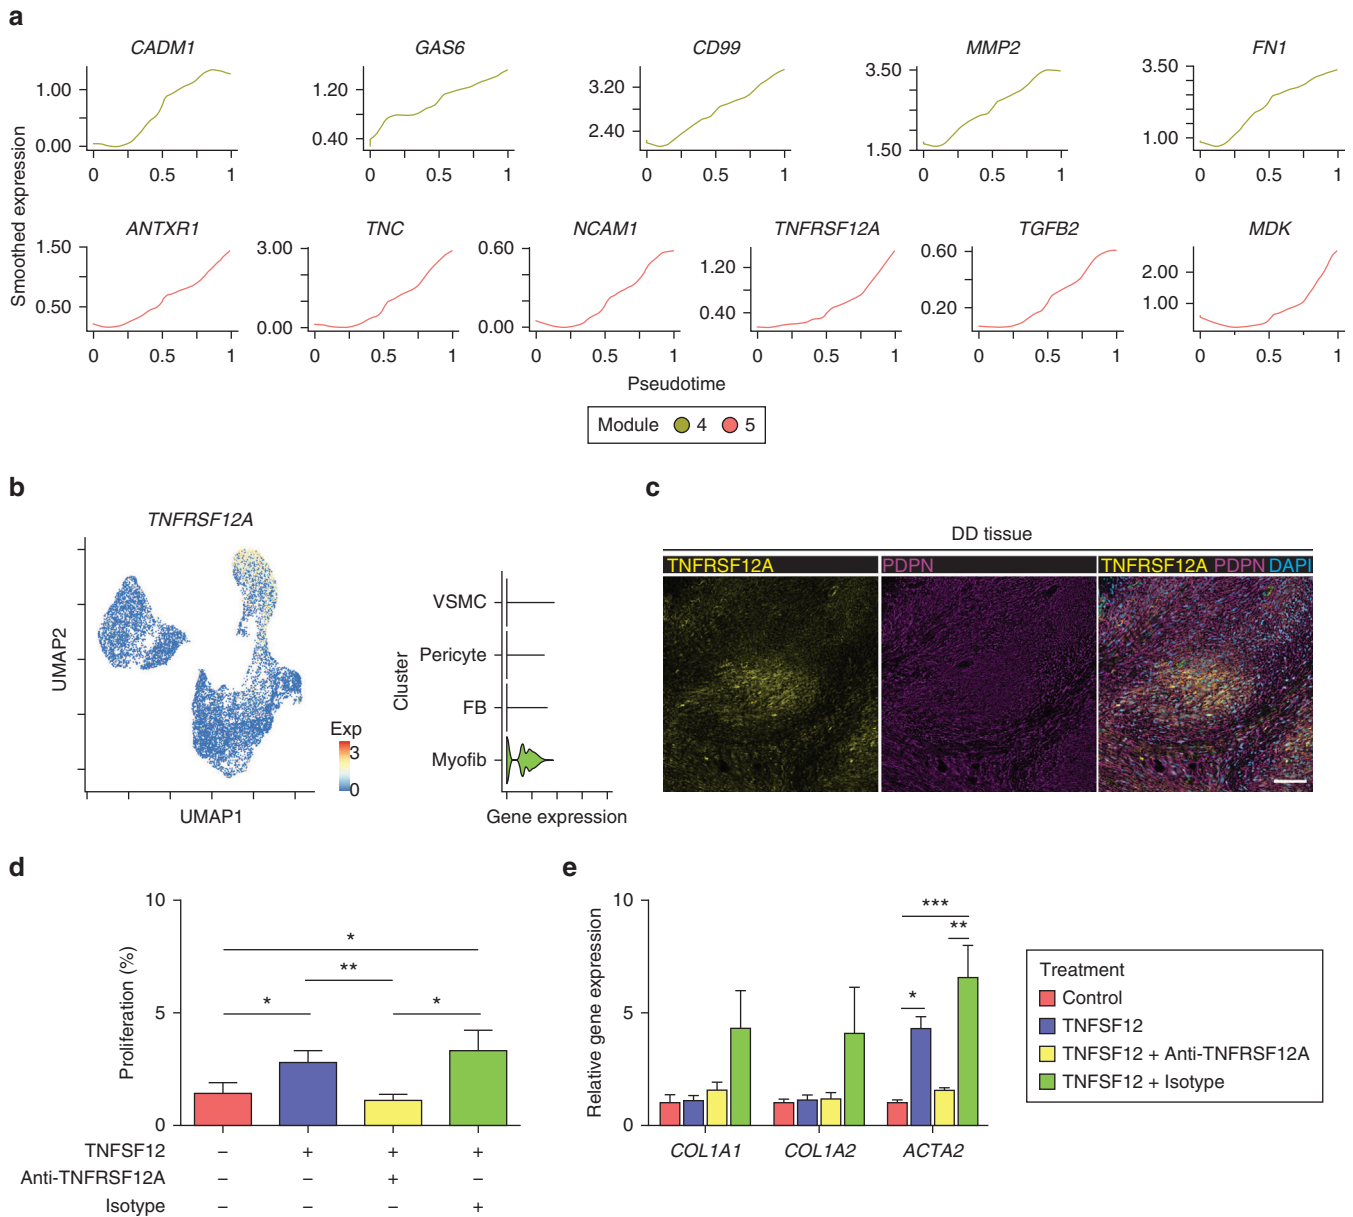 a
CADM1 GAS6 CD99 MMP2 FN1
Smoothed expression
1.00 0.00 0 0.5 1
1.20 0.40 0 0.5 1
3.20 2.40 0 0.5 1
3.50 2.50 1.50 0 0.5 1
3.50 1.00 0 0.5 1
ANTXR1 TNC NCAM1 TNFRSF12A TGFB2 MDK
1.50 0.50 0 0.5 1
3.00 0.00 0 0.5 1
0.60 0.00 0 0.5 1
1.20 0.40 0 0.5 1
0.60 0.20 0 0.5 1
2.00 1.00 0 0.5 1
Pseudotime
Module 4 5
b
TNFRSF12A
UMAP2
UMAP1
Exp
3
0
Cluster
VSMC
Pericyte
FB
Myofib
Gene expression
c
DD tissue
TNFRSF12A
PDPN
TNFRSF12A PDPN DAPI
d
Proliferation (%)
10
5
0
*
**
* *
TNFSF12 – + + +
Anti-TNFRSF12A – – + –
Isotype – – – +
e
Relative gene expression
10
5
0
***
**
*
COL1A1 COL1A2 ACTA2
Treatment
Control
TNFSF12
TNFSF12 + Anti-TNFRSF12A
TNFSF12 + Isotype